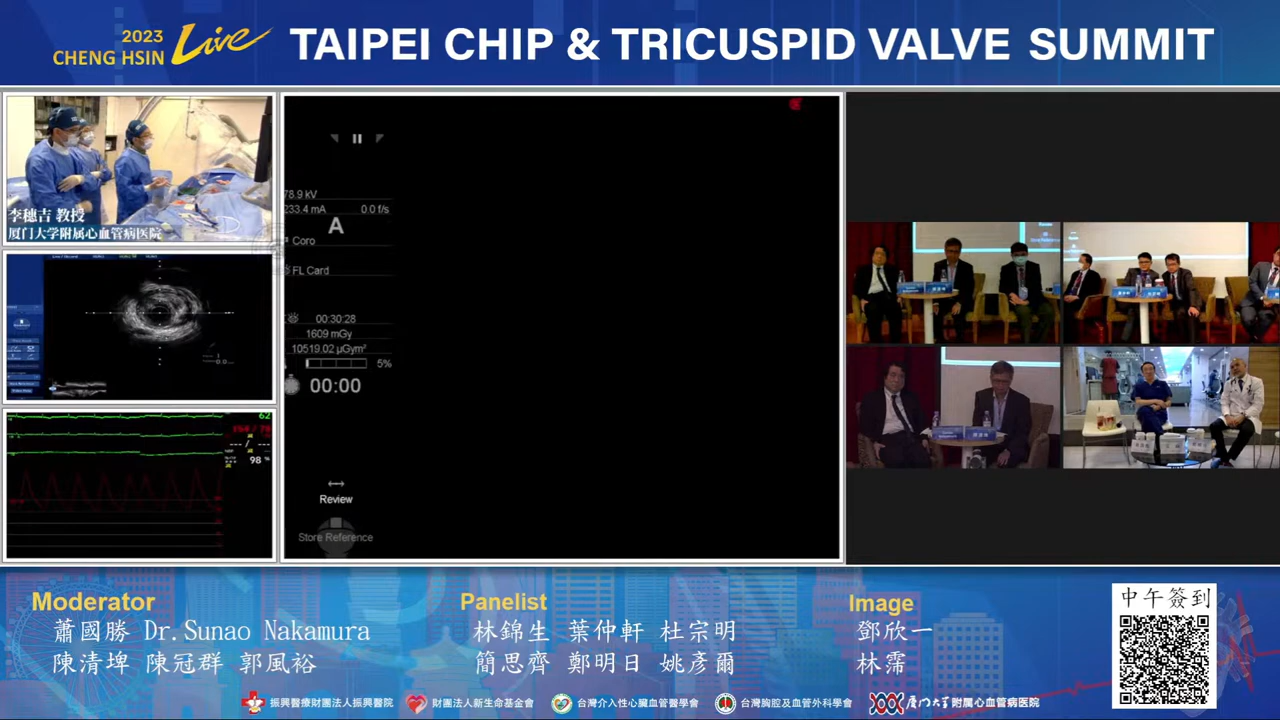 2023
CHENG HSIN Live
TAIPEI CHIP & TRICUSPID VALVE SUMMIT
李穗吉 教授
厦门大学附属心血管病医院
78.9 kV
233.4 mA 0.0 f/s
A
Coro
FL Card
00:30:28
1609 mGy
10519.02 µGym²
5%
00:00
Review
Store Reference
62
98
Moderator
蕭國勝 Dr.Sunao Nakamura
陳清埤 陳冠群 郭風裕
Panelist
林錦生 葉仲軒 杜宗明
簡思齊 鄭明日 姚彥爾
Image
鄧欣一
林霈
中午簽到
振興醫療財團法人振興醫院
財團法人新生命基金會
台灣介入性心臟血管醫學會
台灣胸腔及血管外科學會
厦门大学附属心血管病医院